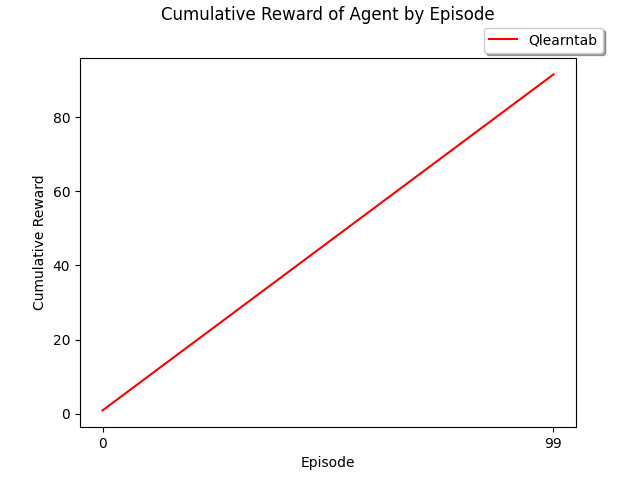 Cumulative Reward of Agent by Episode
Qlearntab
80
60
40
20
0
Cumulative Reward
0 99
Episode